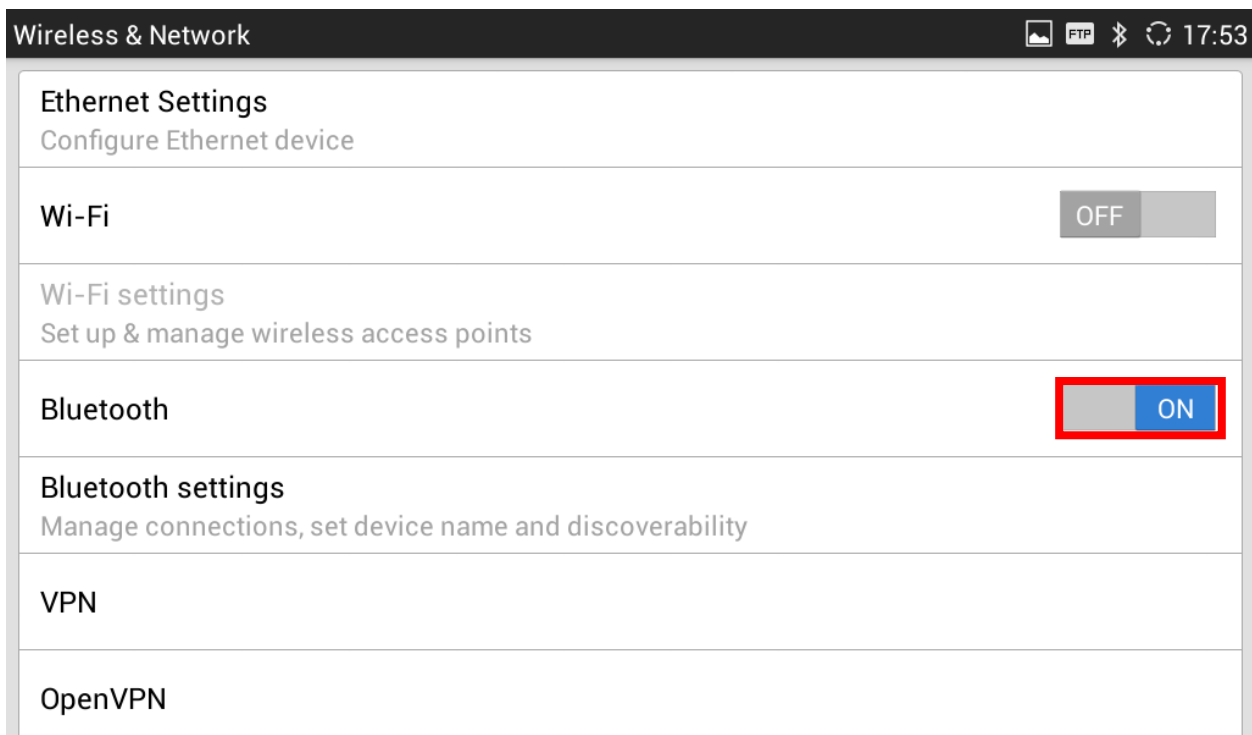 Wireless & Network FTP 17:53
Ethernet Settings
Configure Ethernet device
Wi-Fi OFF
Wi-Fi settings
Set up & manage wireless access points
Bluetooth ON
Bluetooth settings
Manage connections, set device name and discoverability
VPN
OpenVPN